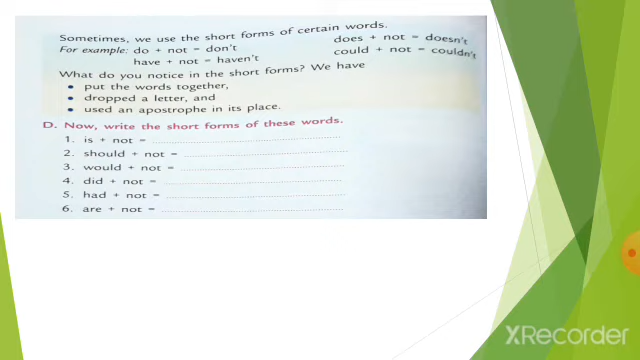 Sometimes, we use the short forms of certain words.
For example: do + not = don't does + not = doesn't
have + not = haven't could + not = couldn't
What do you notice in the short forms? We have
• put the words together,
• dropped a letter, and
• used an apostrophe in its place.
D. Now, write the short forms of these words.
1. is + not =
2. should + not =
3. would + not =
4. did + not =
5. had + not =
6. are + not =
XRecorder